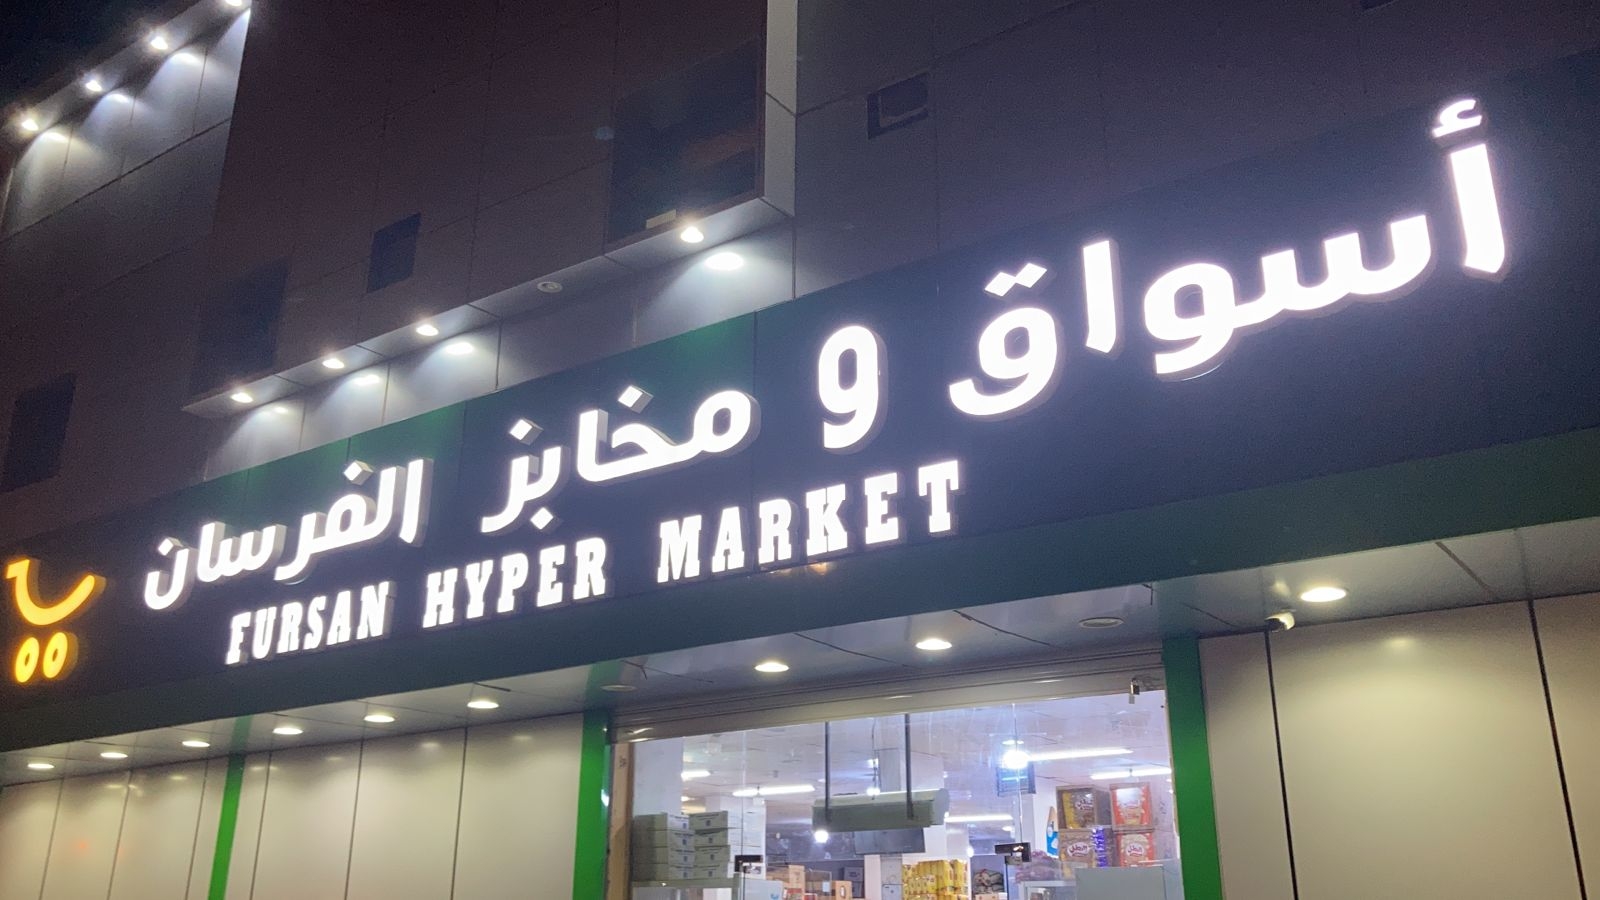 أسواق و مخابز الفرسان
FURSAN HYPER MARKET